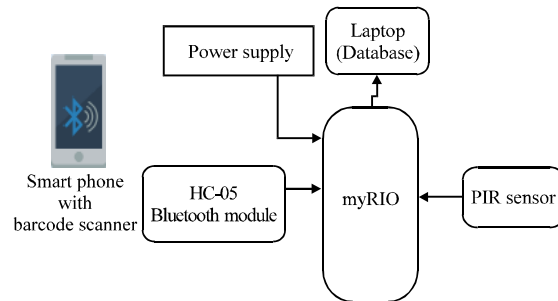 Power supply
Laptop
(Database)
Smart phone
with
barcode scanner
HC-05
Bluetooth module
myRIO
PIR sensor